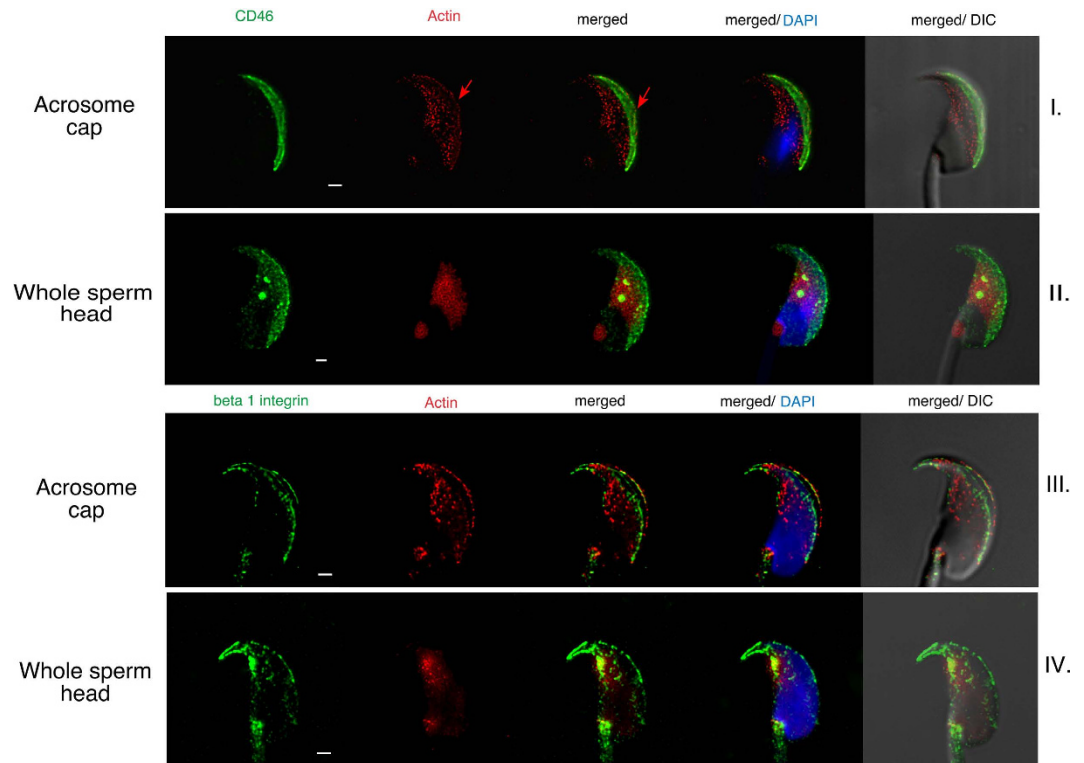 CD46 Actin merged merged/ DAPI merged/ DIC
Acrosome
cap
I.
Whole sperm
head
II.
beta 1 integrin Actin merged merged/ DAPI merged/ DIC
Acrosome
cap
III.
Whole sperm
head
IV.